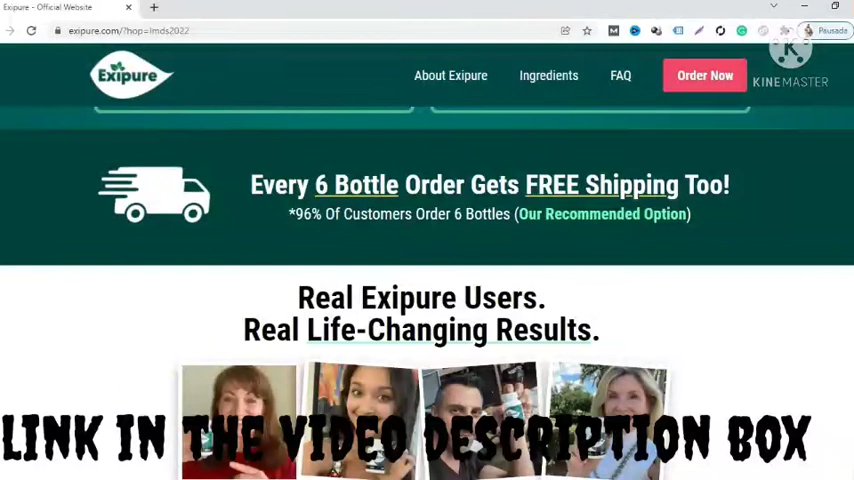 Exipure - Official Website
exipure.com/?hop=lmds2022
Pausada
Exipure
About Exipure
Ingredients
FAQ
Order Now
K
KINEMASTER
Every 6 Bottle Order Gets FREE Shipping Too!
*96% Of Customers Order 6 Bottles (Our Recommended Option)
Real Exipure Users.
Real Life-Changing Results.
LINK IN THE VIDEO DESCRIPTION BOX